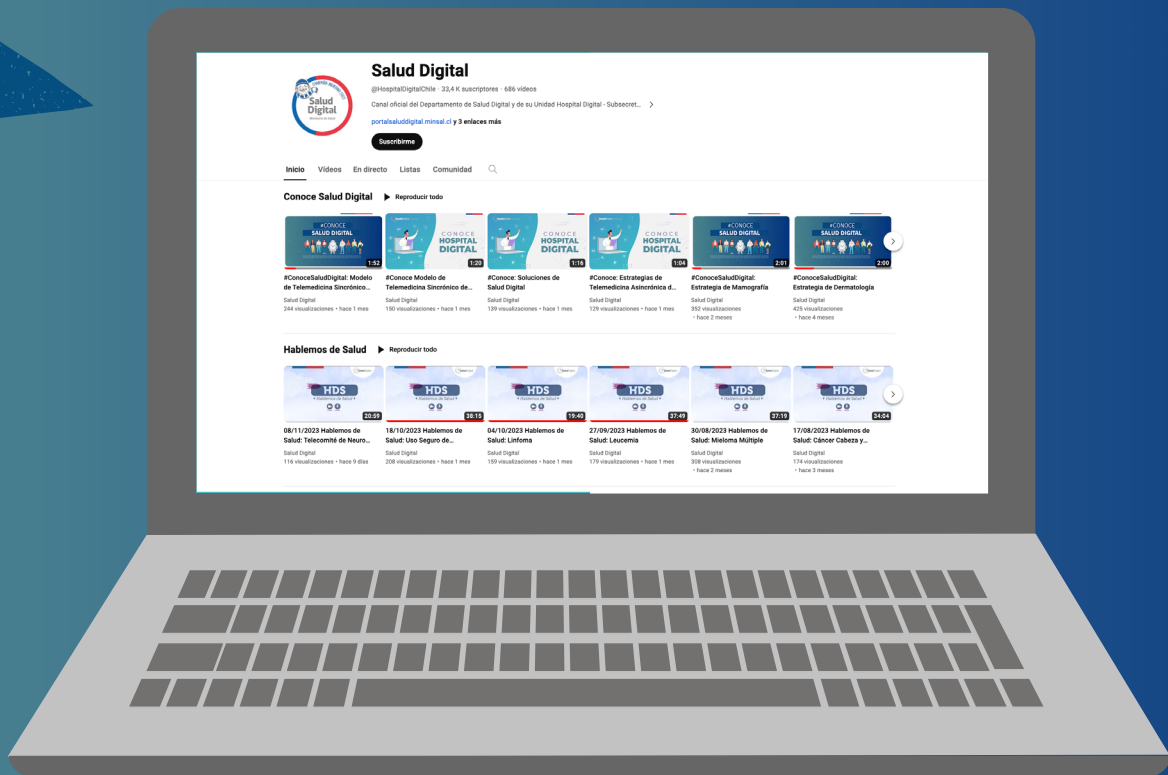 Salud Digital
@HospitalDigitalChile · 33,4 K suscriptores · 686 vídeos
Canal oficial del Departamento de Salud Digital y de su Unidad Hospital Digital - Subsecret...
portalsaluddigital.minsal.cl y 3 enlaces más
Suscribirme
Salud
Digital
Ministerio de Salud
Inicio Vídeos En directo Listas Comunidad
Conoce Salud Digital Reproducir todo
#CONOCE
SALUD DIGITAL
1:52
CONOCE
HOSPITAL
DIGITAL
1:20
CONOCE
HOSPITAL
DIGITAL
1:16
CONOCE
HOSPITAL
DIGITAL
1:04
#CONOCE
SALUD DIGITAL
2:01
#CONOCE
SALUD DIGITAL
2:00
#ConoceSaludDigital: Modelo
de Telemedicina Sincrónico...
Salud Digital
244 visualizaciones • hace 1 mes
#Conoce Modelo de
Telemedicina Sincrónico de...
Salud Digital
150 visualizaciones • hace 1 mes
#Conoce: Soluciones de
Salud Digital
Salud Digital
139 visualizaciones • hace 1 mes
#Conoce: Estrategias de
Telemedicina Asincrónica d...
Salud Digital
129 visualizaciones • hace 1 mes
#ConoceSaludDigital:
Estrategia de Mamografía
Salud Digital
352 visualizaciones
• hace 2 meses
#ConoceSaludDigital:
Estrategia de Dermatología
Salud Digital
425 visualizaciones
• hace 4 meses
Hablemos de Salud Reproducir todo
HDS
• Hablemos de Salud •
20:59
HDS
• Hablemos de Salud •
38:15
HDS
• Hablemos de Salud •
19:40
HDS
• Hablemos de Salud •
37:49
HDS
• Hablemos de Salud •
37:19
HDS
• Hablemos de Salud •
34:04
08/11/2023 Hablemos de
Salud: Telecomité de Neuro...
Salud Digital
116 visualizaciones • hace 9 días
18/10/2023 Hablemos de
Salud: Uso Seguro de...
Salud Digital
208 visualizaciones • hace 1 mes
04/10/2023 Hablemos de
Salud: Linfoma
Salud Digital
159 visualizaciones • hace 1 mes
27/09/2023 Hablemos de
Salud: Leucemia
Salud Digital
179 visualizaciones • hace 1 mes
30/08/2023 Hablemos de
Salud: Mieloma Múltiple
Salud Digital
308 visualizaciones
• hace 2 meses
17/08/2023 Hablemos de
Salud: Cáncer Cabeza y...
Salud Digital
174 visualizaciones
• hace 3 meses